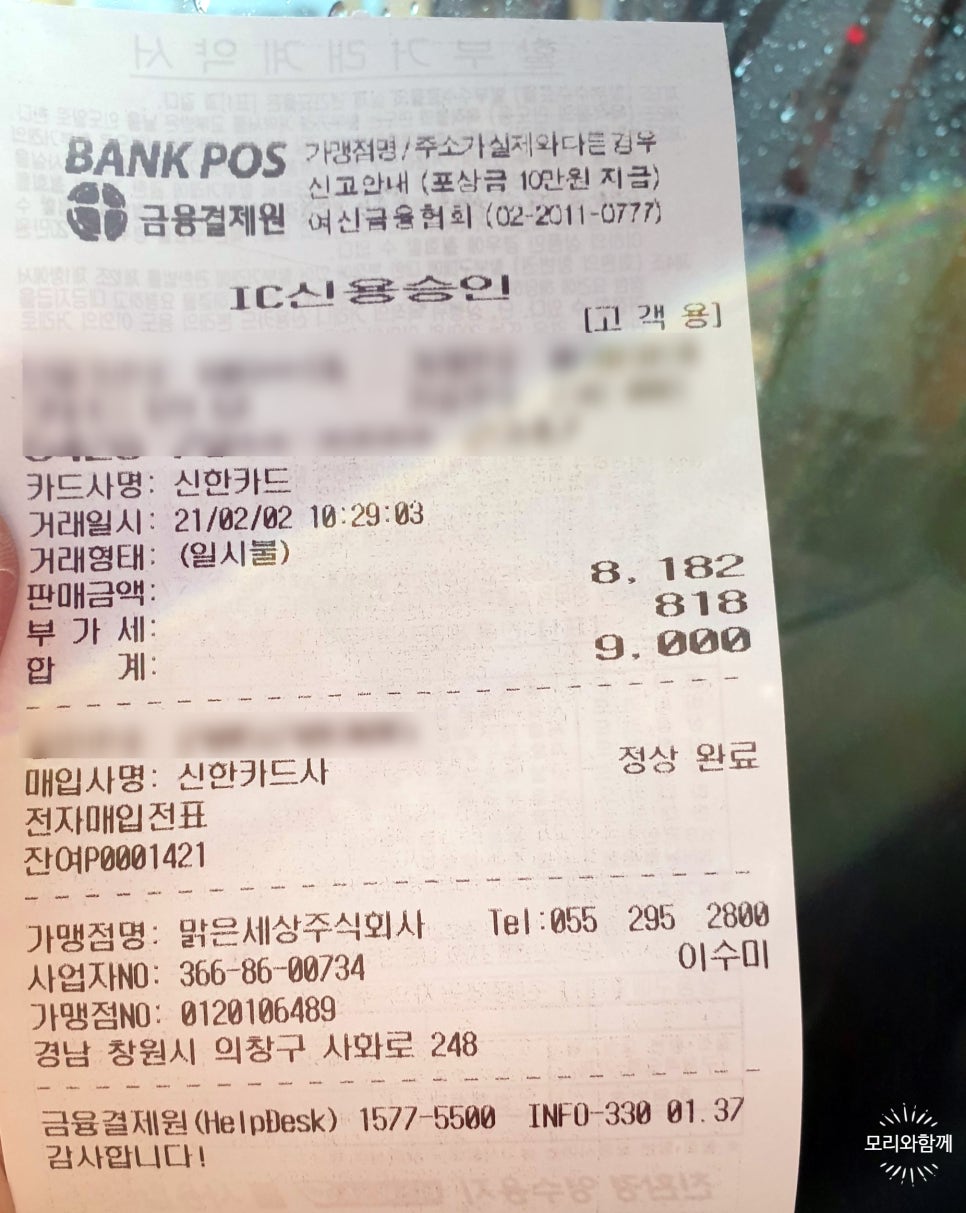 BANK POS
금융결제원
가맹점명/주소가실제와다른경우
신고안내 (포상금 10만원 지급)
여신금융협회 (02-2011-0777)
IC신용승인
[고 객 용]
카드사명: 신한카드
거래일시: 21/02/02 10:29:03
거래형태: (일시불)
판매금액: 8,182
부 가 세: 818
합 계: 9,000
정상 완료
매입사명: 신한카드사
전자매입전표
잔여P0001421
가맹점명: 맑은세상주식회사 Tel:055 295 2800
사업자NO: 366-86-00734 이수미
가맹점NO: 0120106489
경남 창원시 의창구 사화로 248
금융결제원(HelpDesk) 1577-5500 INFO-330 01.37
감사합니다!
모리와함께